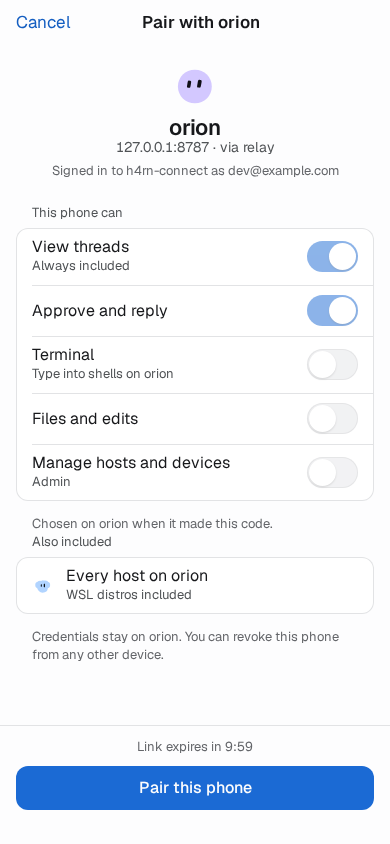 Cancel
Pair with orion
orion
127.0.0.1:8787 · via relay
Signed in to h4rn-connect as dev@example.com
This phone can
View threads
Always included
Approve and reply
Terminal
Type into shells on orion
Files and edits
Manage hosts and devices
Admin
Chosen on orion when it made this code.
Also included
Every host on orion
WSL distros included
Credentials stay on orion. You can revoke this phone
from any other device.
Link expires in 9:59
Pair this phone